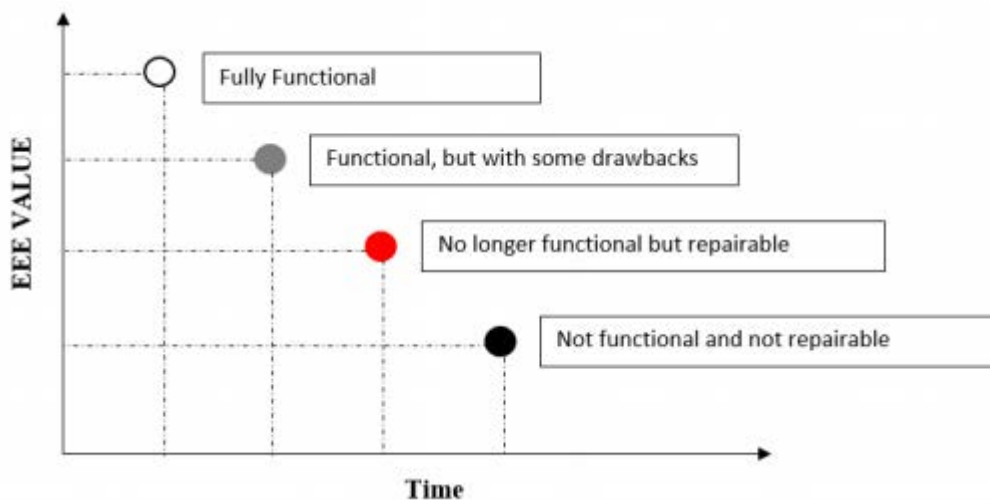 Fully Functional
Functional, but with some drawbacks
EEE VALUE
No longer functional but repairable
Not functional and not repairable
Time